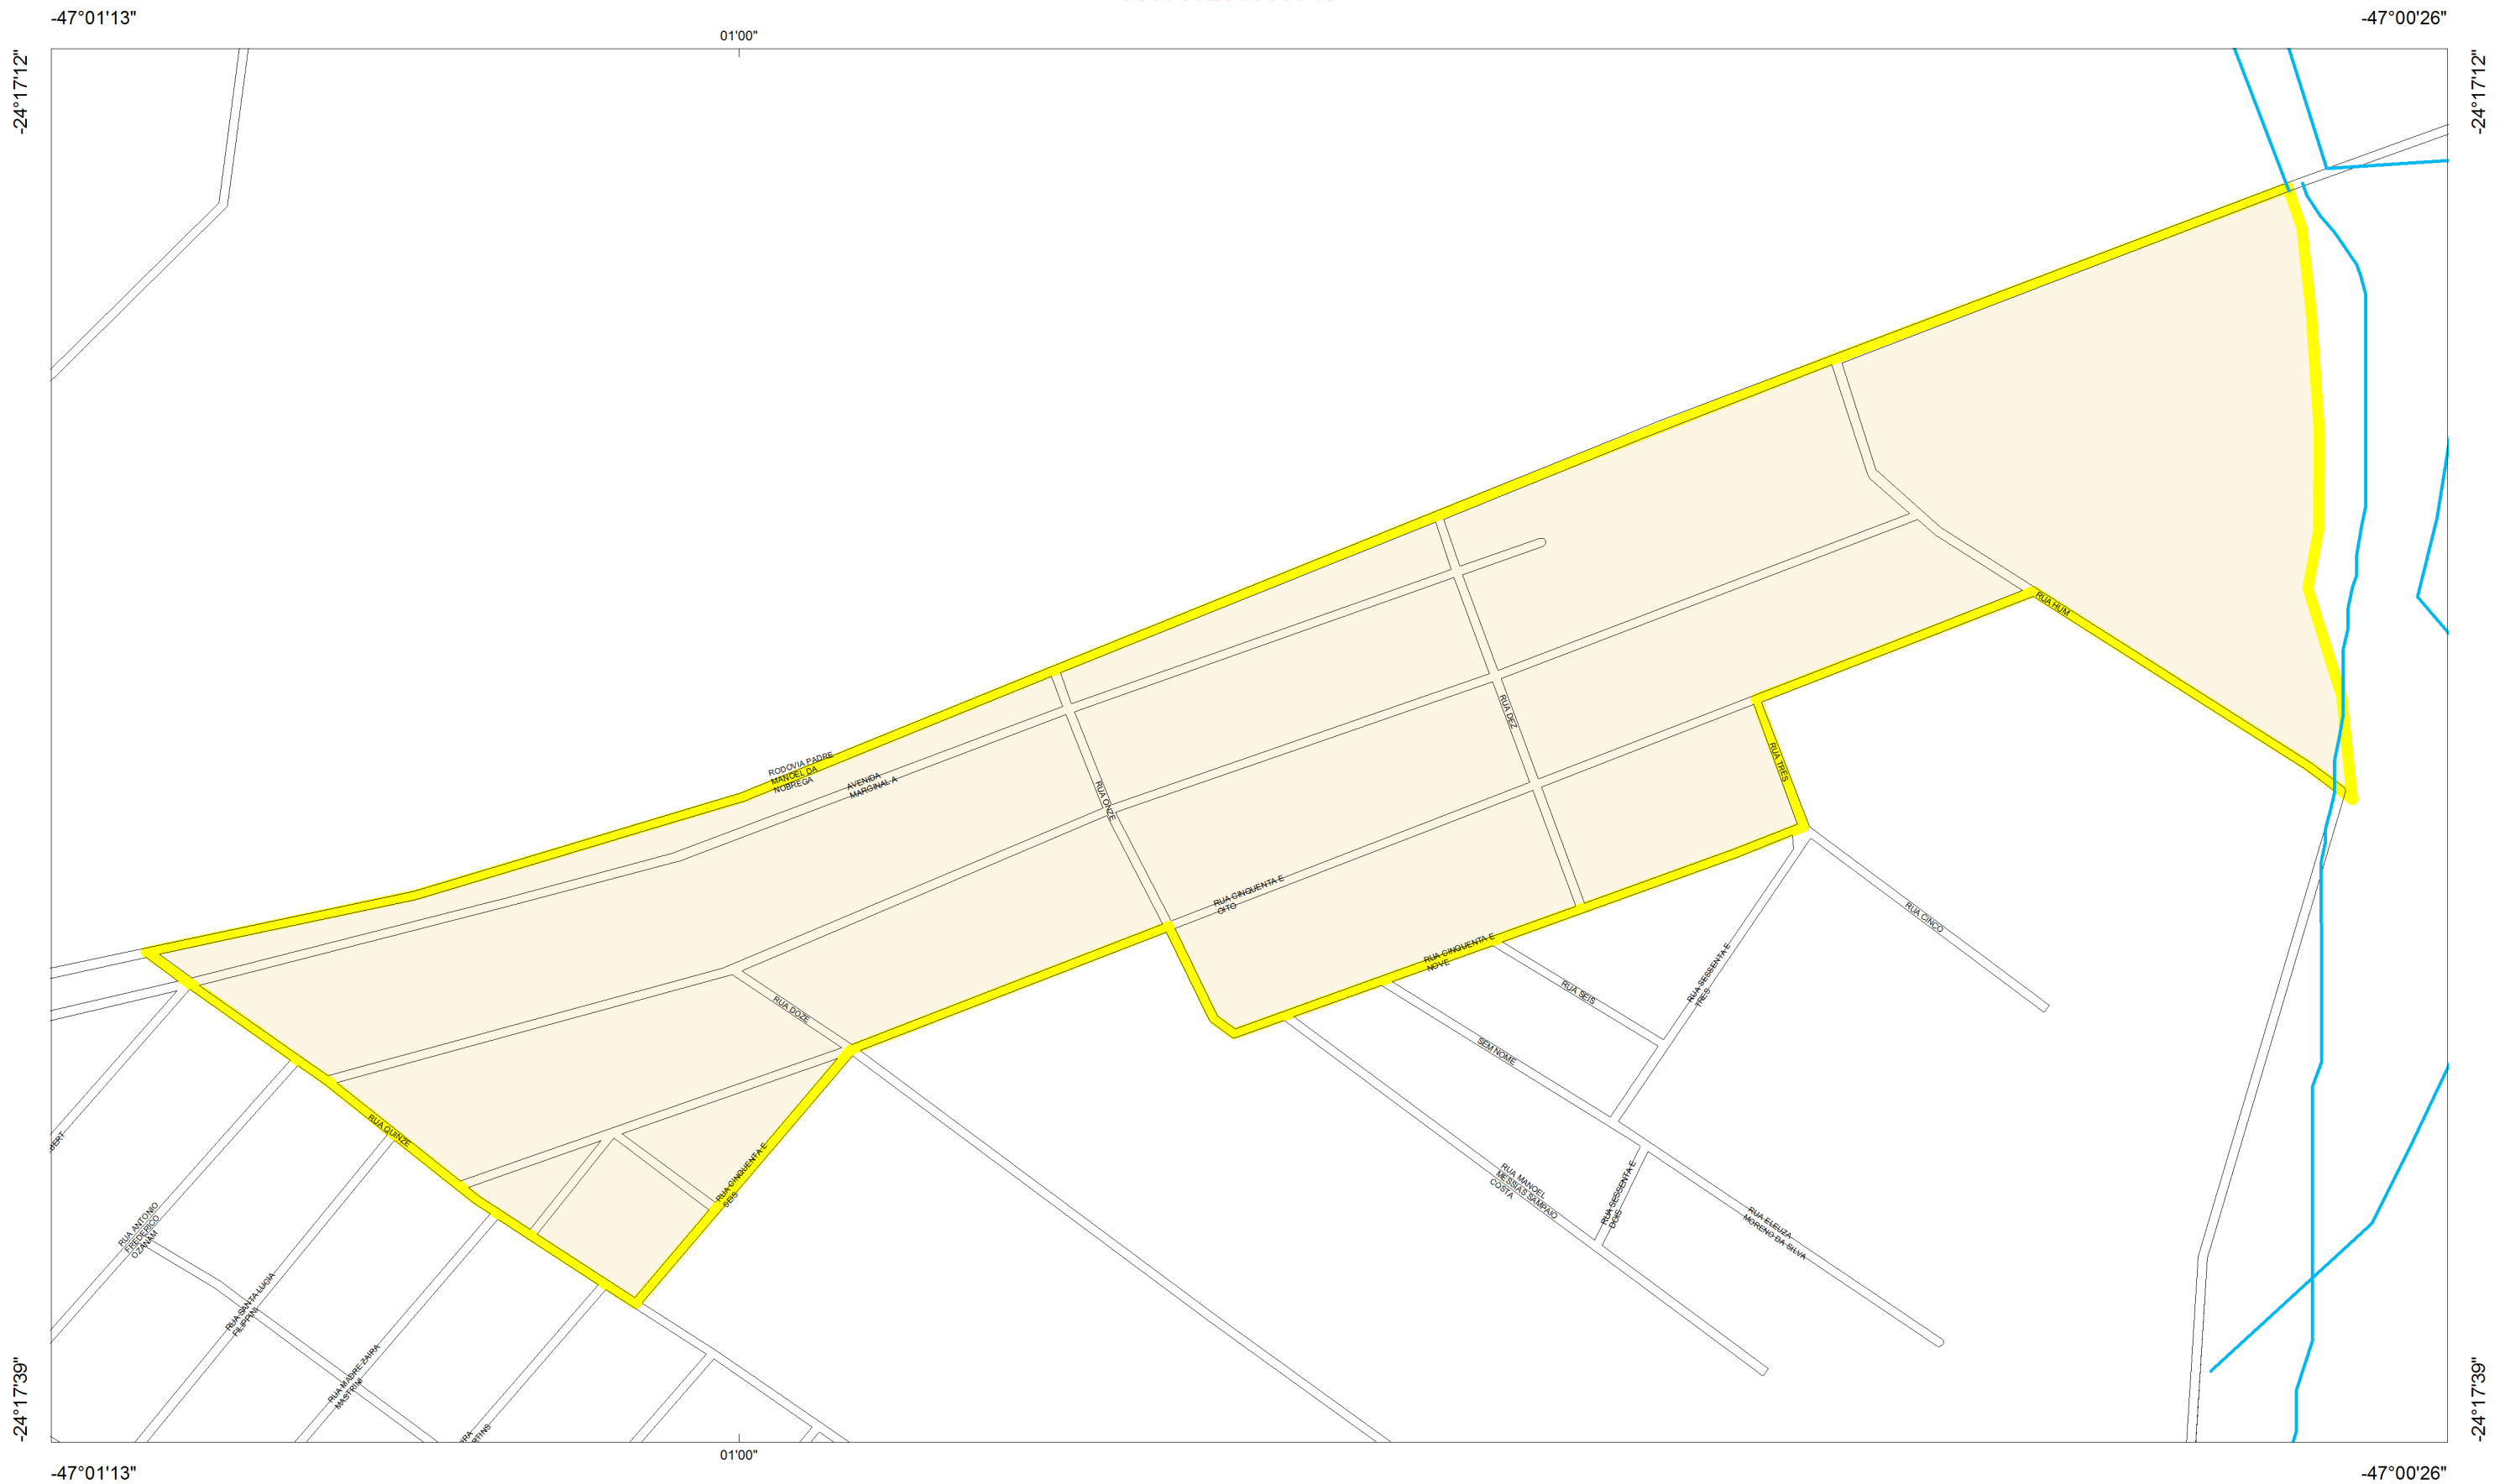 -47°01'13"
01'00"
-47°00'26"
-24°17'12"
-24°17'12"
RUA HUM
RUA DEZ
RUA TRES
RODOVIA PADRE
MANOEL DA
NOBREGA
AVENIDA
MARGINAL A
RUA ONZE
RUA CINQUENTA E
OITO
RUA CINCO
RUA CINQUENTA E
NOVE
RUA SESSENTA E
TRES
RUA SEIS
RUA DOZE
SEM NOME
RUA QUINZE
RUA CINQUENTA E
SEIS
RUA MANOEL
MESSIAS SAMPAIO
COSTA
RUA SESSENTA E
DOIS
RUA ELEUZA
MORENO DA SILVA
RUA ANTONIO
FREDERICO
OZANAM
RUA SANTA LUCIA
FILIPPINI
RUA MADRE ZAIRA
MASTRINI
-24°17'39"
-24°17'39"
-47°01'13"
01'00"
-47°00'26"